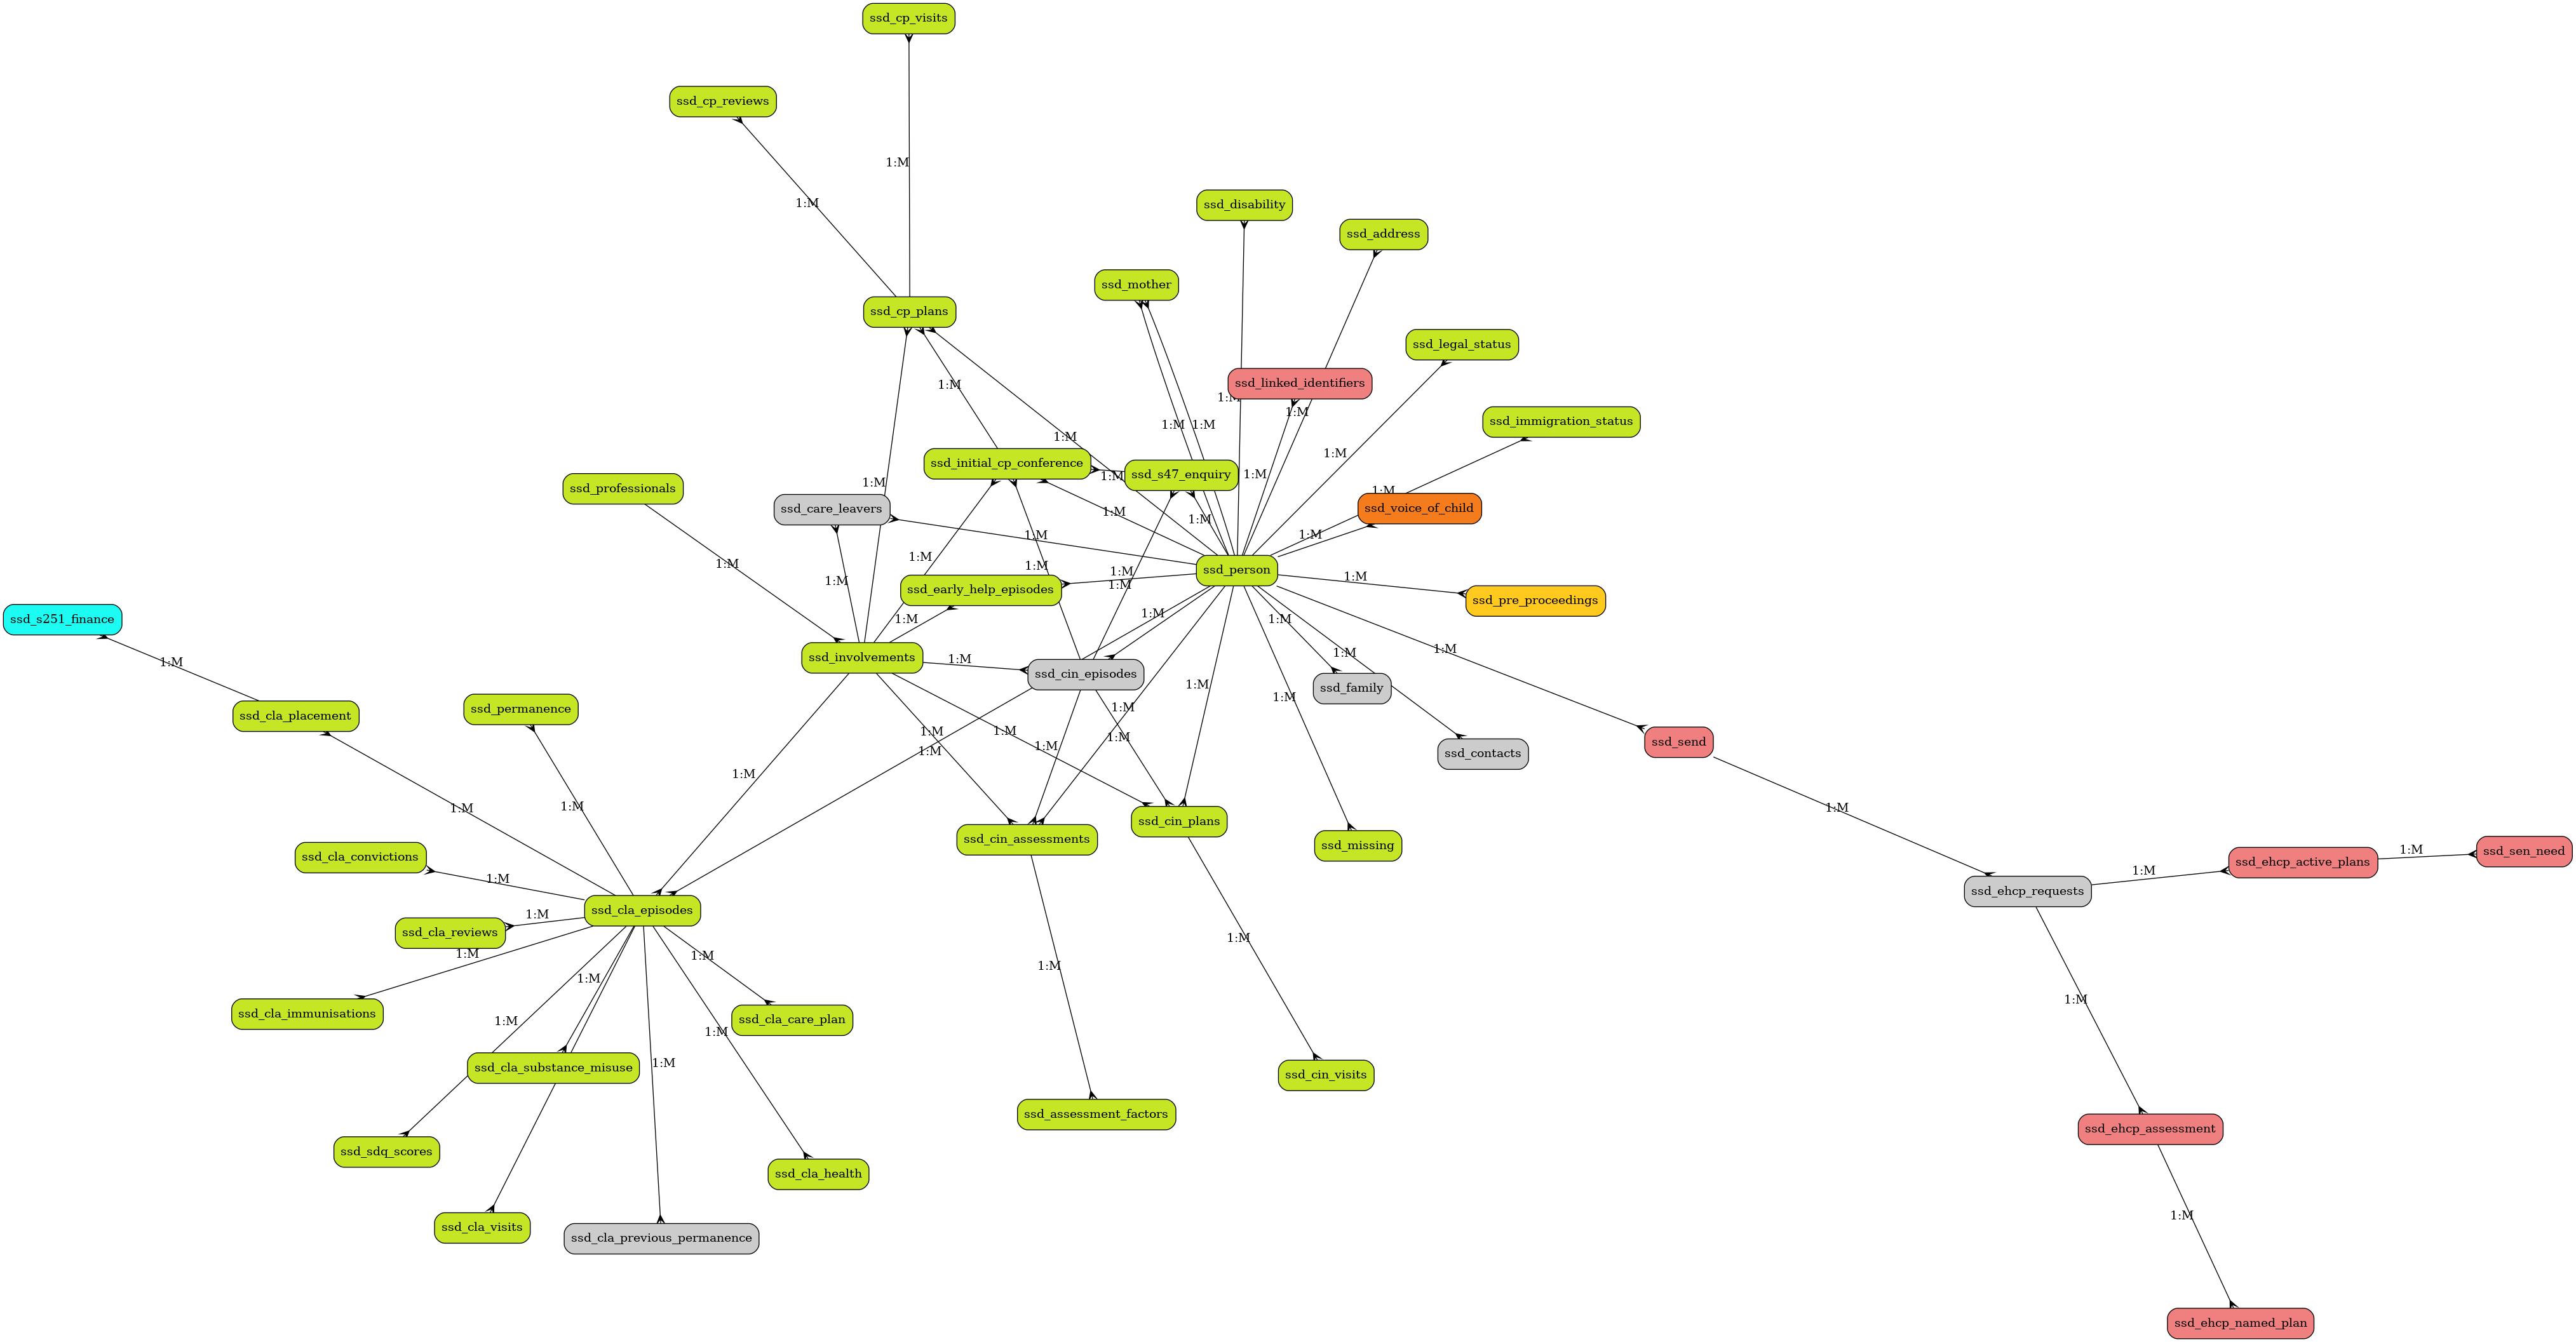 ssd_cp_visits
ssd_cp_reviews
1:M
1:M
ssd_disability
ssd_address
ssd_mother
ssd_cp_plans
ssd_legal_status
1:M
ssd_linked_identifiers
1:M
1:M
1:M
1:M
1:M
ssd_immigration_status
1:M
1:M
ssd_initial_cp_conference
ssd_s47_enquiry
1:M
1:M
1:M
ssd_professionals
1:M
ssd_care_leavers
ssd_voice_of_child
1:M
1:M
1:M
1:M
1:M
1:M
1:M
1:M
ssd_person
1:M
1:M
1:M
1:M
ssd_early_help_episodes
ssd_pre_proceedings
ssd_s251_finance
1:M
1:M
1:M
1:M
ssd_involvements
1:M
1:M
1:M
ssd_cin_episodes
1:M
ssd_family
1:M
1:M
ssd_cla_placement
ssd_permanence
1:M
1:M
1:M
1:M
1:M
1:M
ssd_send
ssd_contacts
1:M
1:M
1:M
1:M
ssd_cin_assessments
ssd_cin_plans
ssd_missing
1:M
ssd_sen_need
ssd_cla_convictions
ssd_ehcp_active_plans
1:M
1:M
ssd_ehcp_requests
ssd_cla_episodes
1:M
ssd_cla_reviews
1:M
1:M
1:M
1:M
1:M
1:M
ssd_cla_immunisations
ssd_cla_care_plan
1:M
1:M
1:M
1:M
ssd_cla_substance_misuse
ssd_cin_visits
ssd_assessment_factors
ssd_ehcp_assessment
ssd_sdq_scores
ssd_cla_health
1:M
ssd_cla_visits
ssd_cla_previous_permanence
ssd_ehcp_named_plan